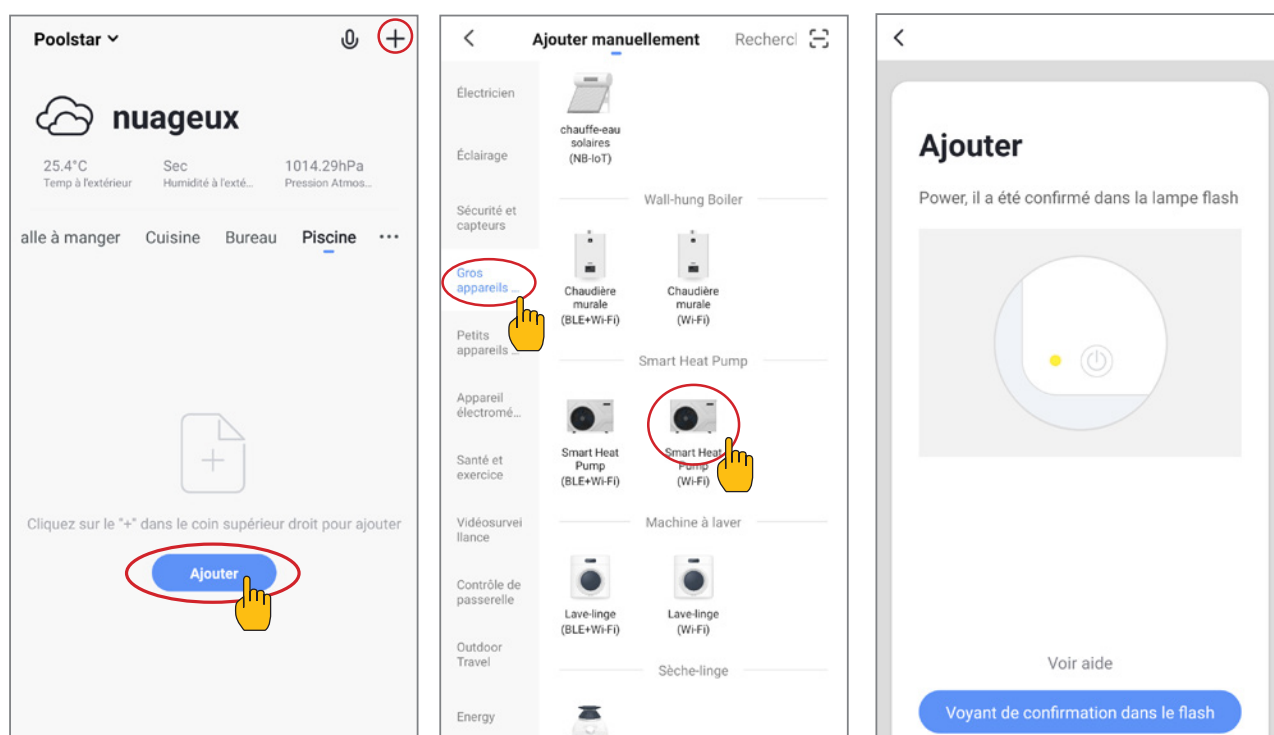 Poolstar
nuageux
25.4°C Sec 1014.29hPa
Temp à l'extérieur Humidité à l'exté... Pression Atmos...
alle à manger Cuisine Bureau Piscine ...
Cliquez sur le "+" dans le coin supérieur droit pour ajouter
Ajouter
Ajouter manuellement Recherc
Électricien
Éclairage
Sécurité et
capteurs
Gros
appareils ...
Petits
appareils ...
Appareil
électromé...
Santé et
exercice
Vidéosurvei
llance
Contrôle de
passerelle
Outdoor
Travel
Energy
chauffe-eau
solaires
(NB-IoT)
Wall-hung Boiler
Chaudière
murale
(BLE+Wi-Fi)
Chaudière
murale
(Wi-Fi)
Smart Heat Pump
Smart Heat
Pump
(BLE+Wi-Fi)
Smart Heat
Pump
(Wi-Fi)
Machine à laver
Lave-linge
(BLE+Wi-Fi)
Lave-linge
(Wi-Fi)
Sèche-linge
Ajouter
Power, il a été confirmé dans la lampe flash
Voir aide
Voyant de confirmation dans le flash